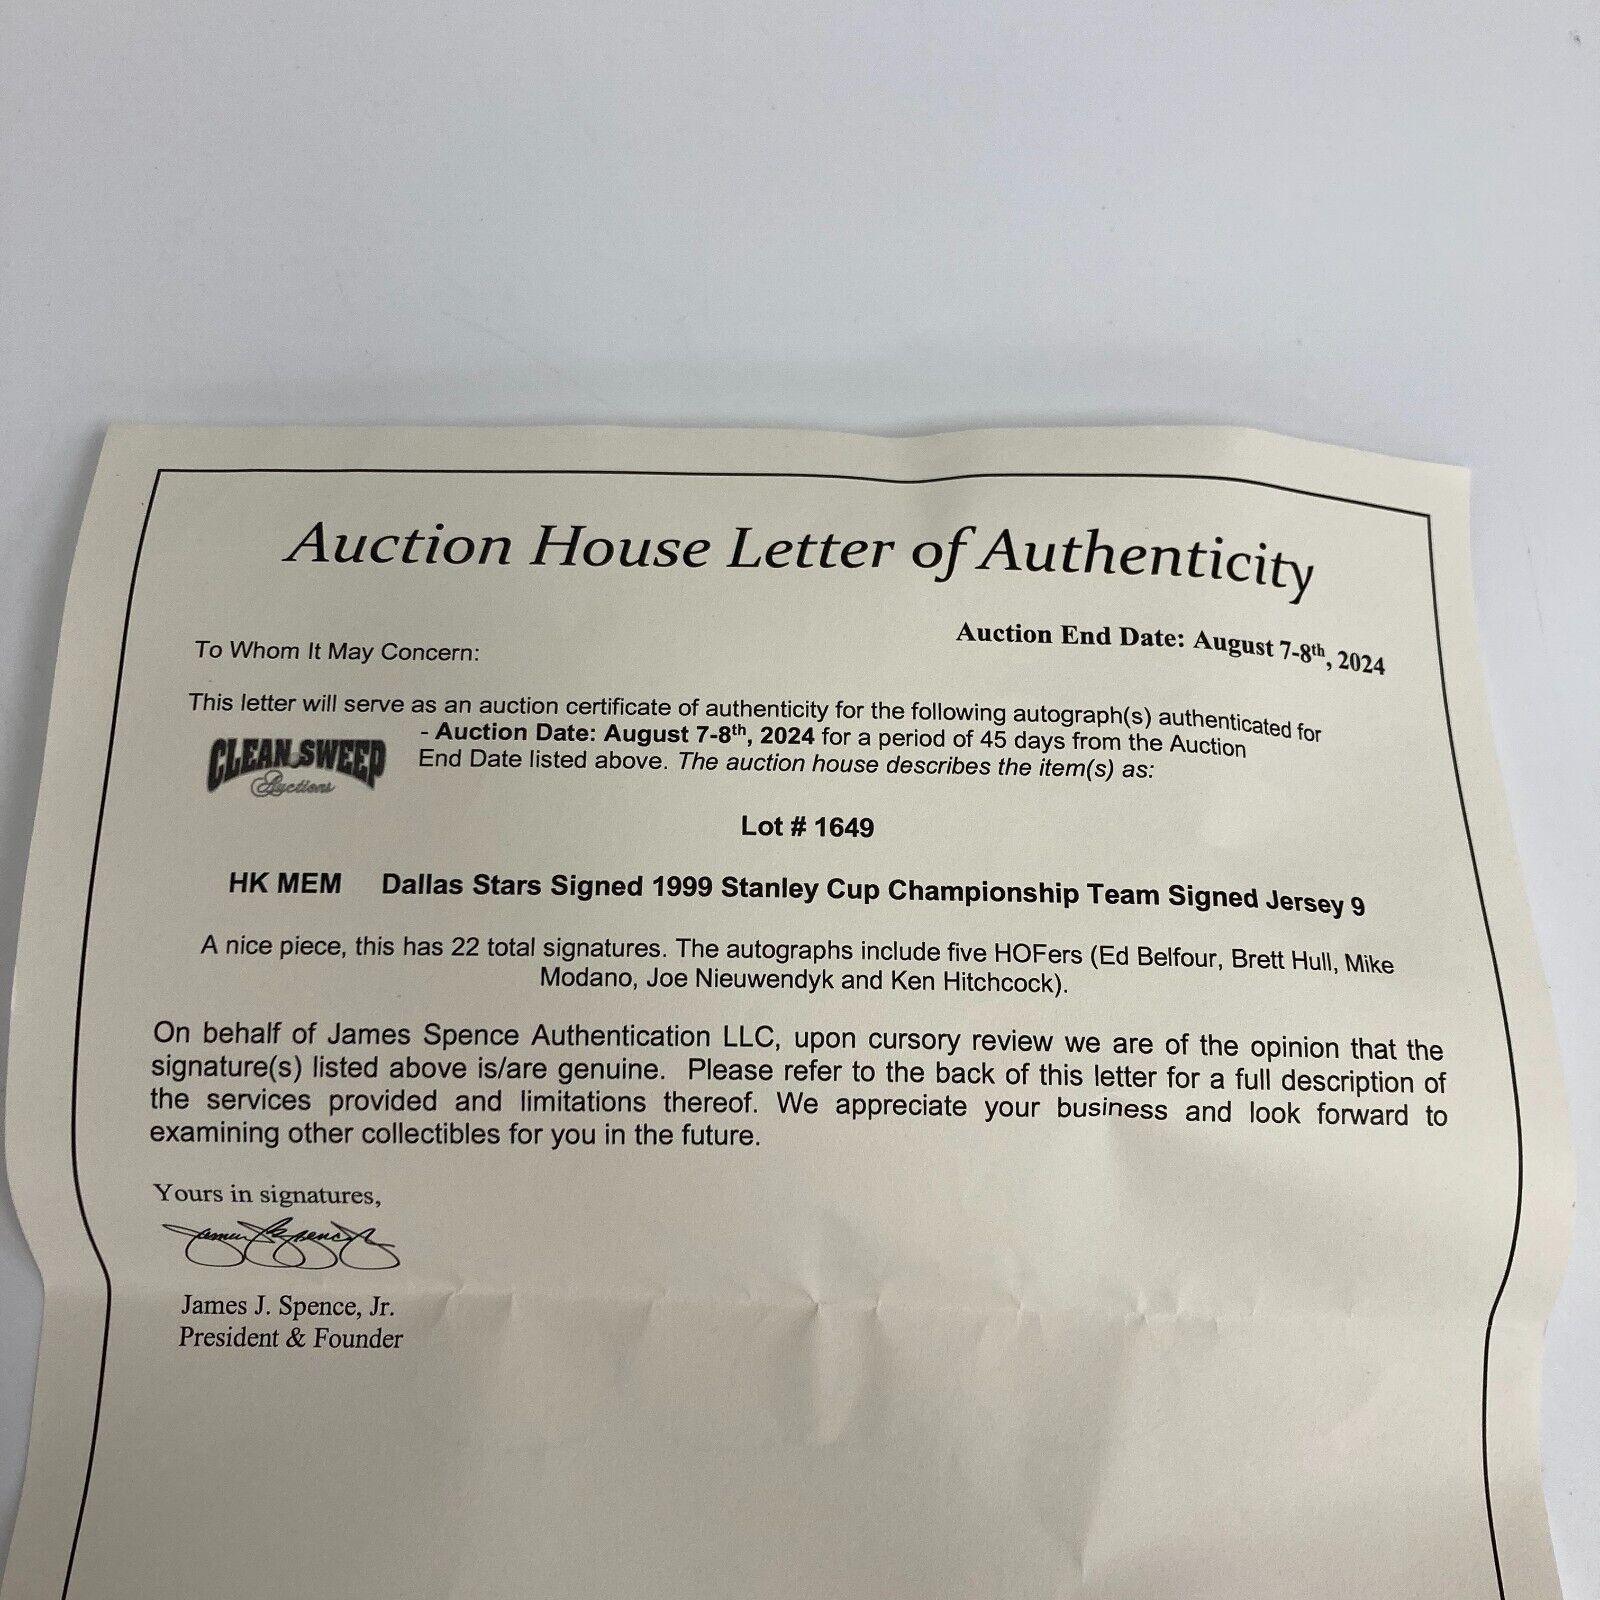 Auction House Letter of Authenticity
Auction End Date: August 7-8th, 2024
To Whom It May Concern:
This letter will serve as an auction certificate of authenticity for the following autograph(s) authenticated for
CLEAN SWEEP
Auctions
- Auction Date: August 7-8th, 2024 for a period of 45 days from the Auction
End Date listed above. The auction house describes the item(s) as:
Lot # 1649
HK MEM Dallas Stars Signed 1999 Stanley Cup Championship Team Signed Jersey 9
A nice piece, this has 22 total signatures. The autographs include five HOFers (Ed Belfour, Brett Hull, Mike
Modano, Joe Nieuwendyk and Ken Hitchcock).
On behalf of James Spence Authentication LLC, upon cursory review we are of the opinion that the
signature(s) listed above is/are genuine. Please refer to the back of this letter for a full description of
the services provided and limitations thereof. We appreciate your business and look forward to
examining other collectibles for you in the future.
Yours in signatures,
James J. Spence, Jr.
James J. Spence, Jr.
President & Founder